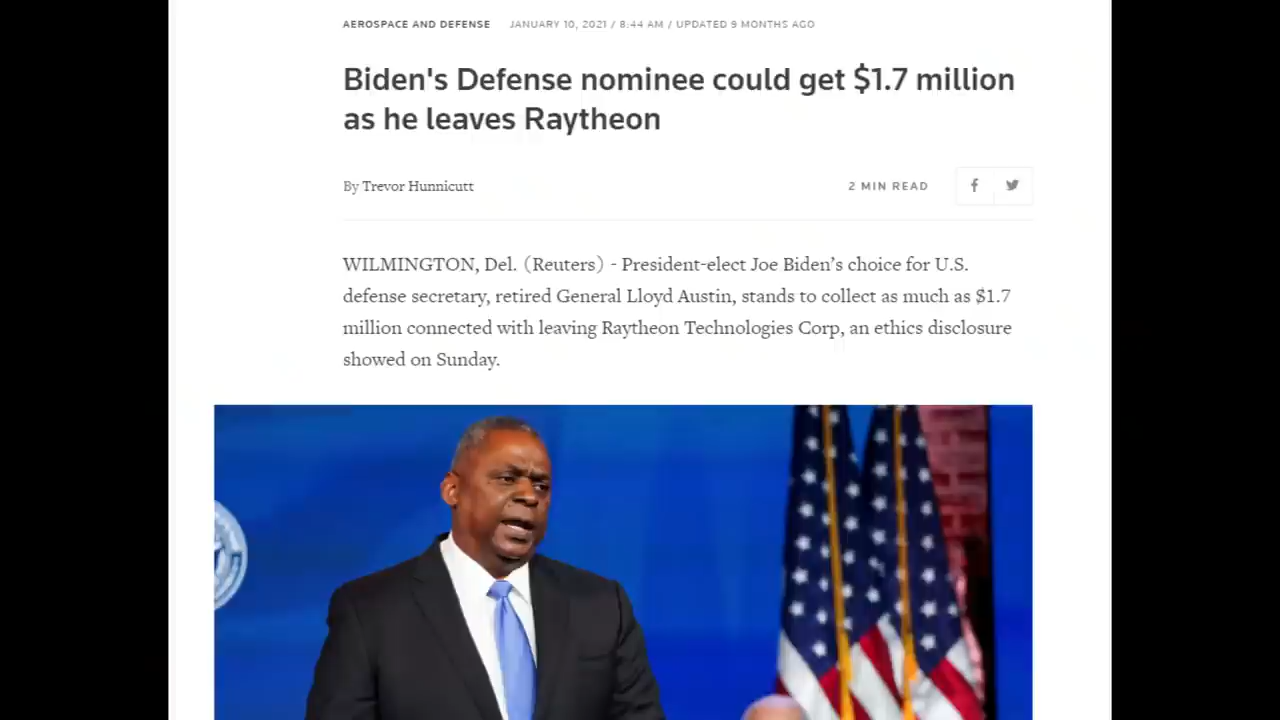 AEROSPACE AND DEFENSE JANUARY 10, 2021 / 8:44 AM / UPDATED 9 MONTHS AGO
Biden's Defense nominee could get $1.7 million
as he leaves Raytheon
By Trevor Hunnicutt
2 MIN READ
WILMINGTON, Del. (Reuters) - President-elect Joe Biden’s choice for U.S.
defense secretary, retired General Lloyd Austin, stands to collect as much as $1.7
million connected with leaving Raytheon Technologies Corp, an ethics disclosure
showed on Sunday.